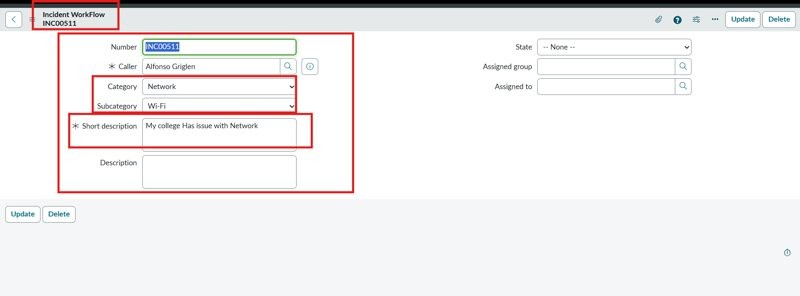 Incident WorkFlow
INC00511
Update Delete
Number INC00511
Caller Alfonso Griglen
Category Network
Subcategory Wi-Fi
Short description My college Has issue with Network
Description
State -- None --
Assigned group
Assigned to
Update Delete